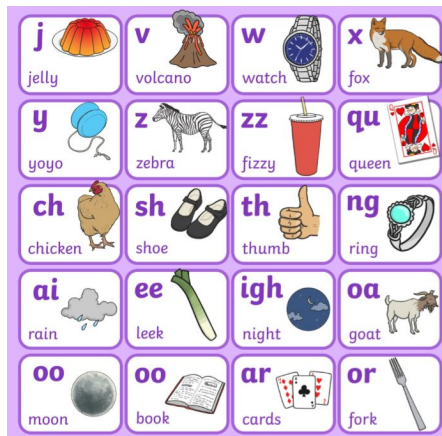 j v w x
jelly volcano watch fox
y z zz qu
yoyo zebra fizzy queen
ch sh th ng
chicken shoe thumb ring
ai ee igh oa
rain leek night goat
oo oo ar or
moon book cards fork